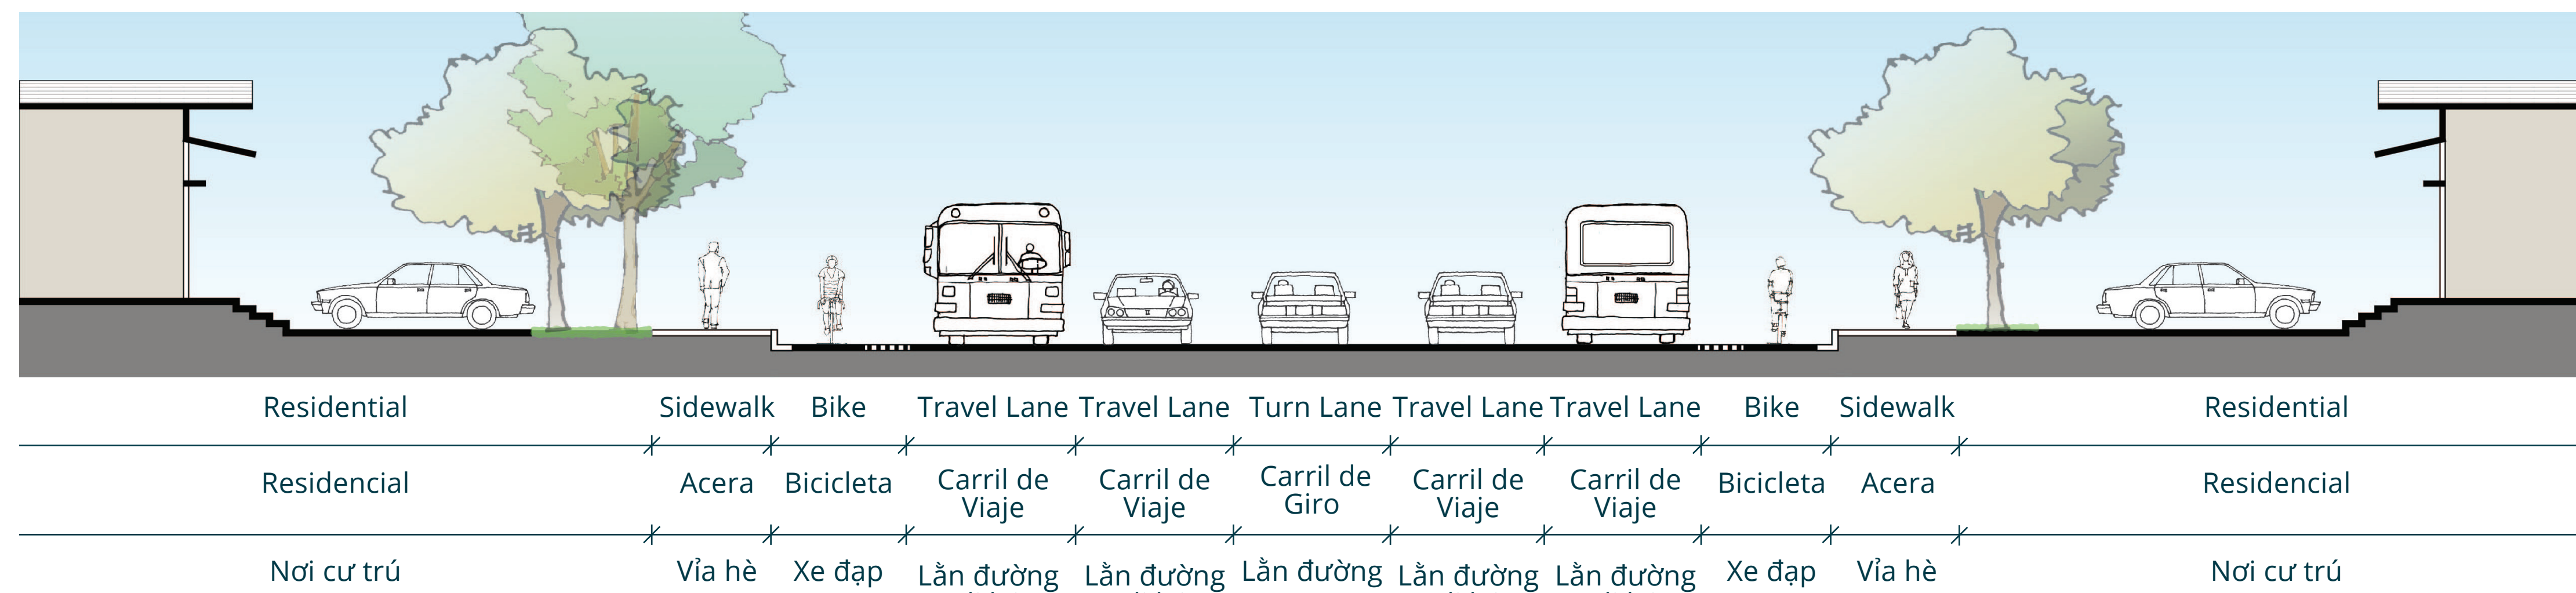 Residential Sidewalk Bike Travel Lane Travel Lane Turn Lane Travel Lane Travel Lane Bike Sidewalk Residential
Residencial Acera Bicicleta Carril de Carril de Carril de Carril de Carril de Bicicleta Acera Residencial
Viaje Viaje Giro Viaje Viaje
Nơi cư trú Vỉa hè Xe đạp Lằn đường Lằn đường Lằn đường Lằn đường Lằn đường Xe đạp Vỉa hè Nơi cư trú